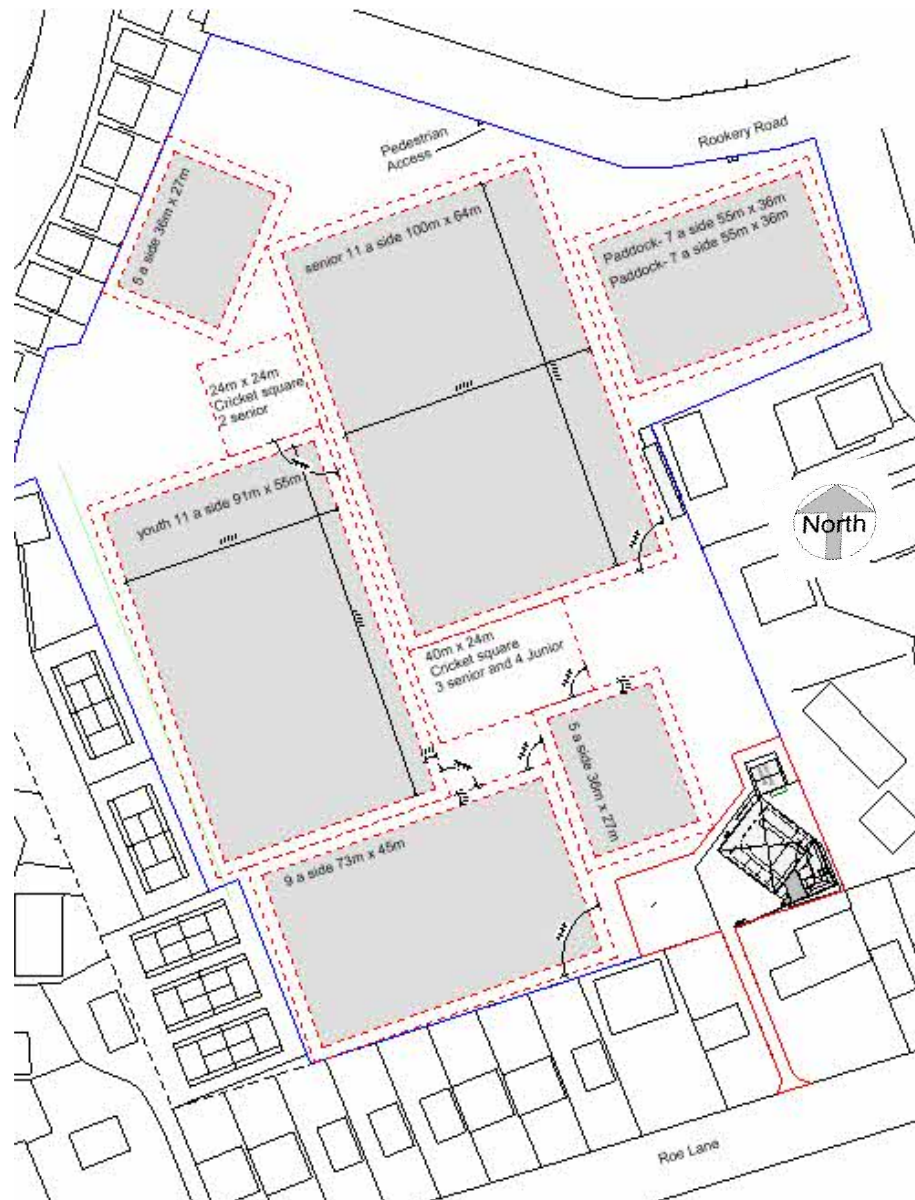 Pedestrian
Access
Rookery Road
5 a side 36m x 27m
senior 11 a side 100m x 64m
Paddock- 7 a side 55m x 36m
Paddock- 7 a side 55m x 36m
24m x 24m
Cricket square
2 senior
youth 11 a side 91m x 55m
North
40m x 24m
Cricket square
3 senior and 4 Junior
5 a side 36m x 27m
9 a side 73m x 45m
Roe Lane